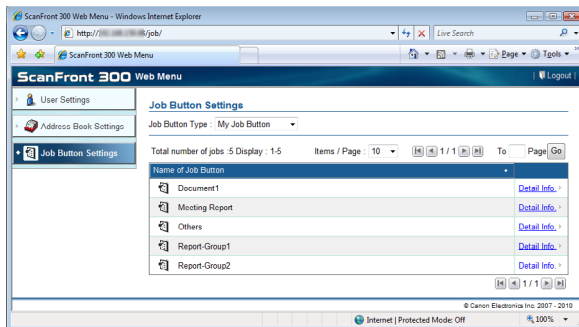 ScanFront 300 Web Menu - Windows Internet Explorer
http:// /job/
Live Search
ScanFront 300 Web Menu
Page Tools
ScanFront 300 Web Menu
Logout
User Settings
Address Book Settings
Job Button Settings
Job Button Settings
Job Button Type : My Job Button
Total number of jobs :5 Display : 1-5 Items / Page : 10 1 / 1 To Page Go
Name of Job Button
Document1 Detail Info.
Meeting Report Detail Info.
Others Detail Info.
Report-Group1 Detail Info.
Report-Group2 Detail Info.
1 / 1
© Canon Electronics Inc. 2007 - 2010
Internet | Protected Mode: Off 100%